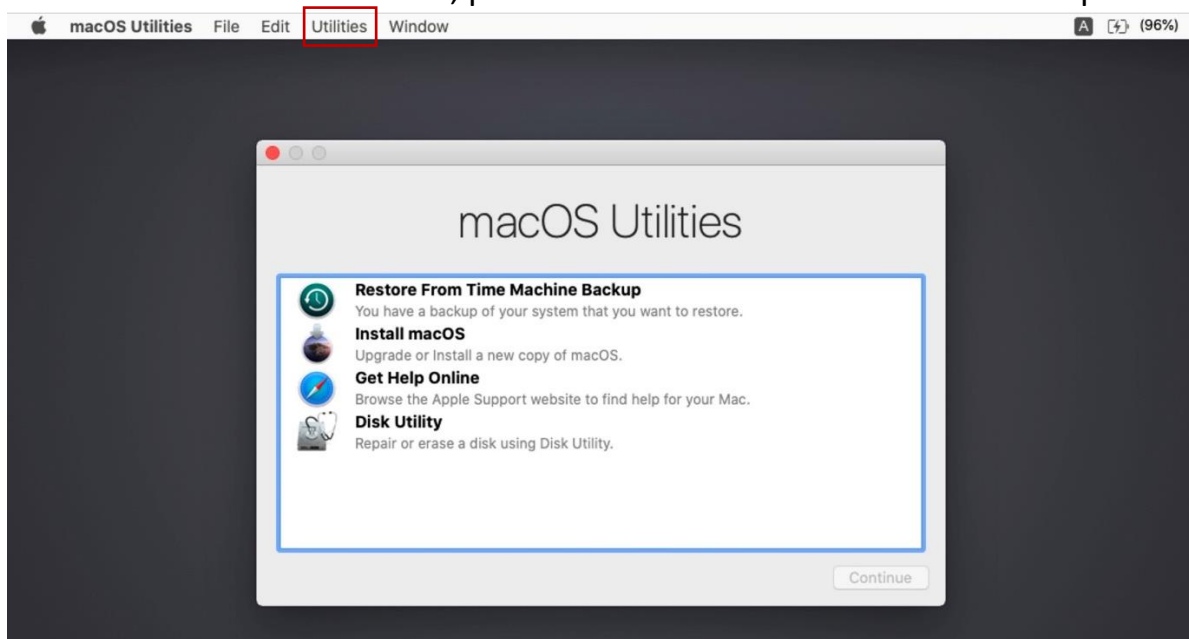 macOS Utilities File Edit Utilities Window A (96%)
macOS Utilities
Restore From Time Machine Backup
You have a backup of your system that you want to restore.
Install macOS
Upgrade or Install a new copy of macOS.
Get Help Online
Browse the Apple Support website to find help for your Mac.
Disk Utility
Repair or erase a disk using Disk Utility.
Continue